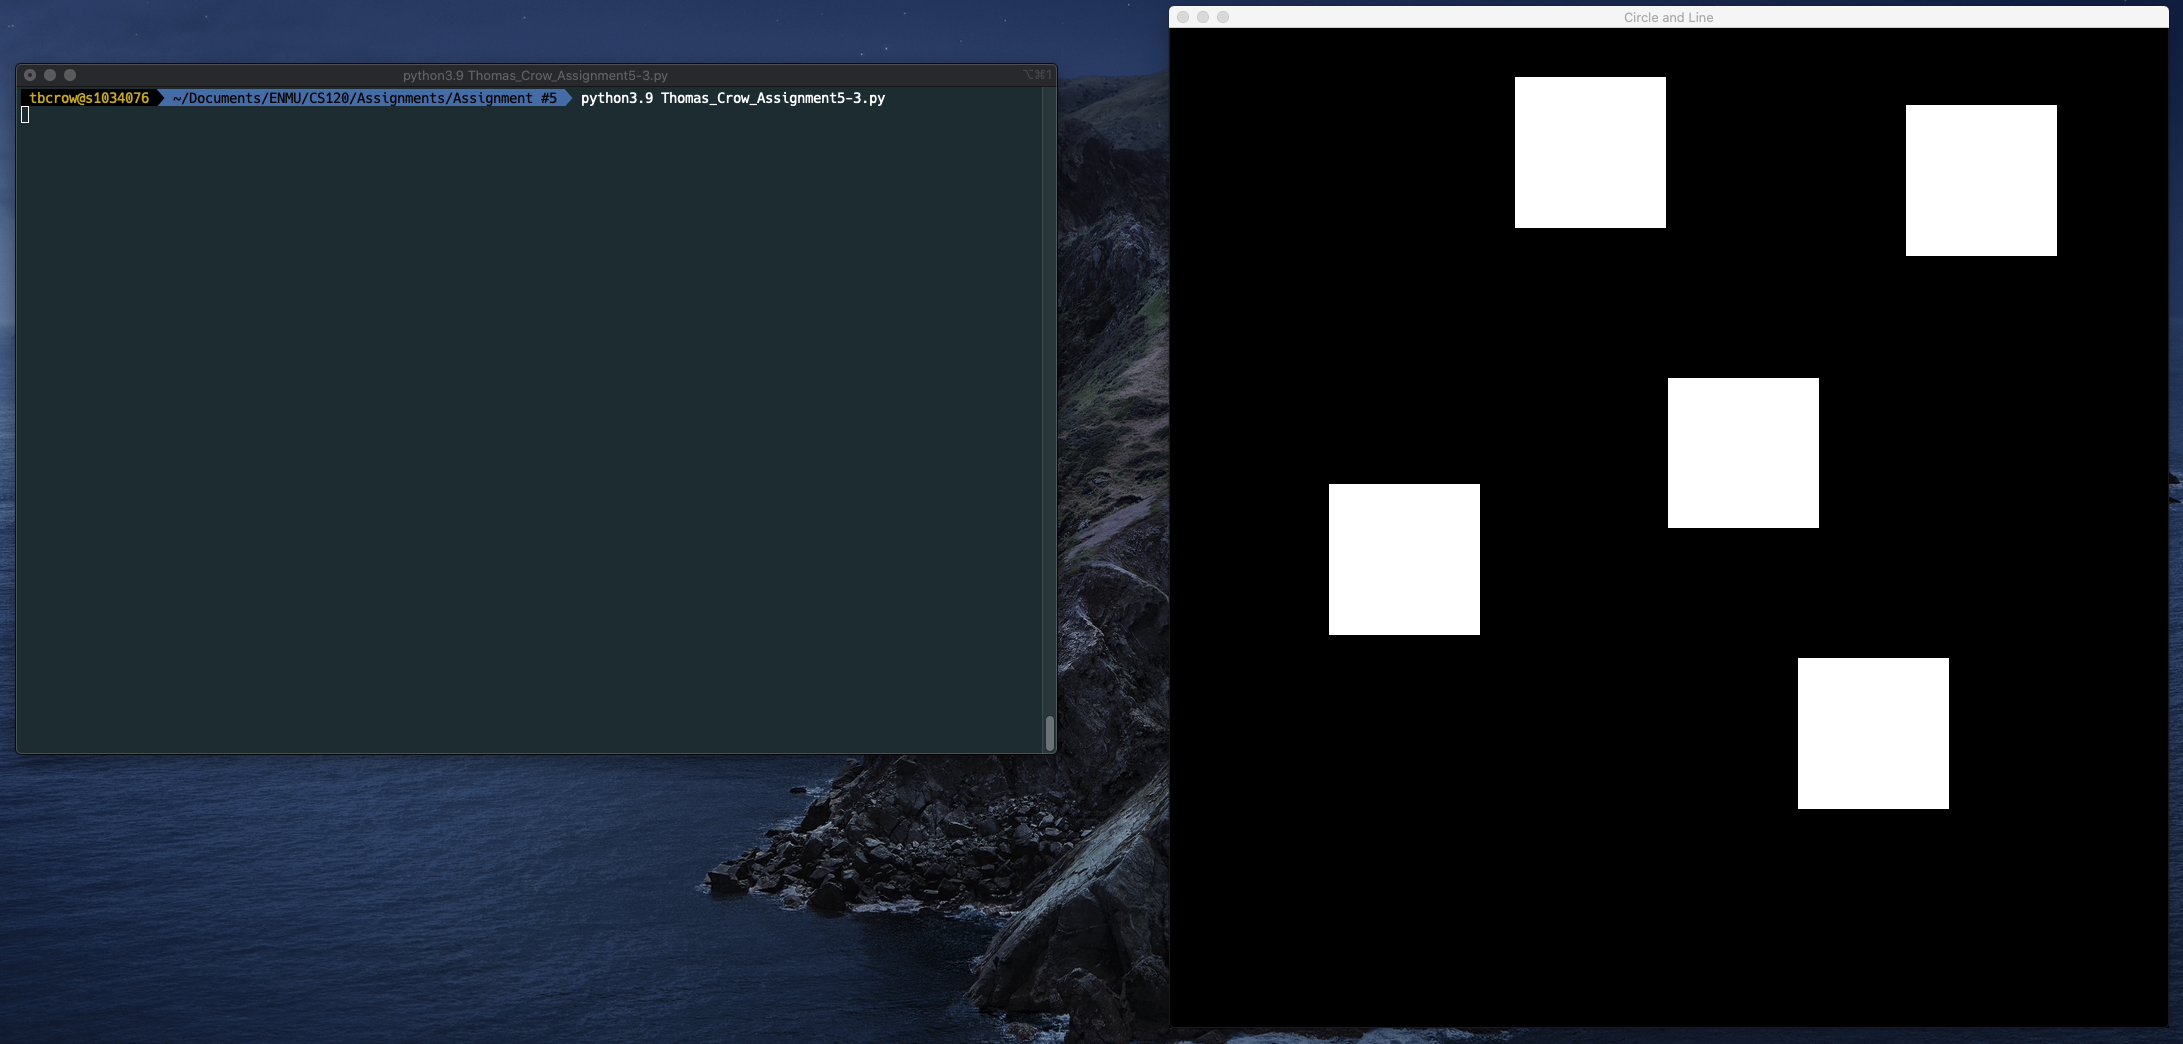 python3.9 Thomas_Crow_Assignment5-3.py
⌥⌘1
tbcrow@s1034076 ~/Documents/ENMU/CS120/Assignments/Assignment #5 python3.9 Thomas_Crow_Assignment5-3.py
Circle and Line